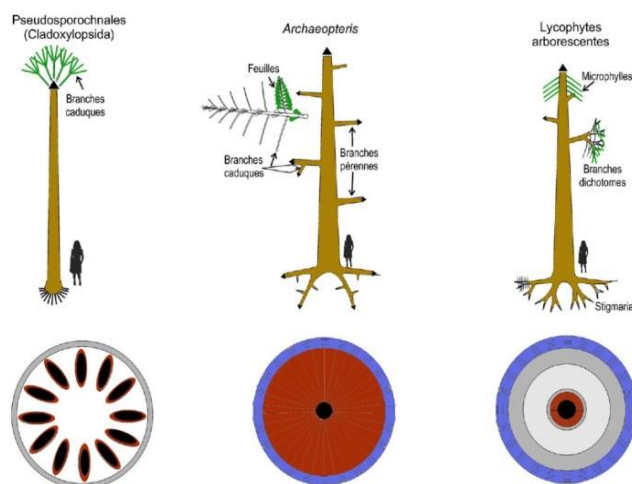 Pseudosporochnales
(Cladoxylopsida)
Branches
caduques
Archaeopteris
Feuilles
Branches
caduques
Branches
pérennes
Lycophytes
arborescentes
Microphylles
Branches
dichotomes
Stigmaria